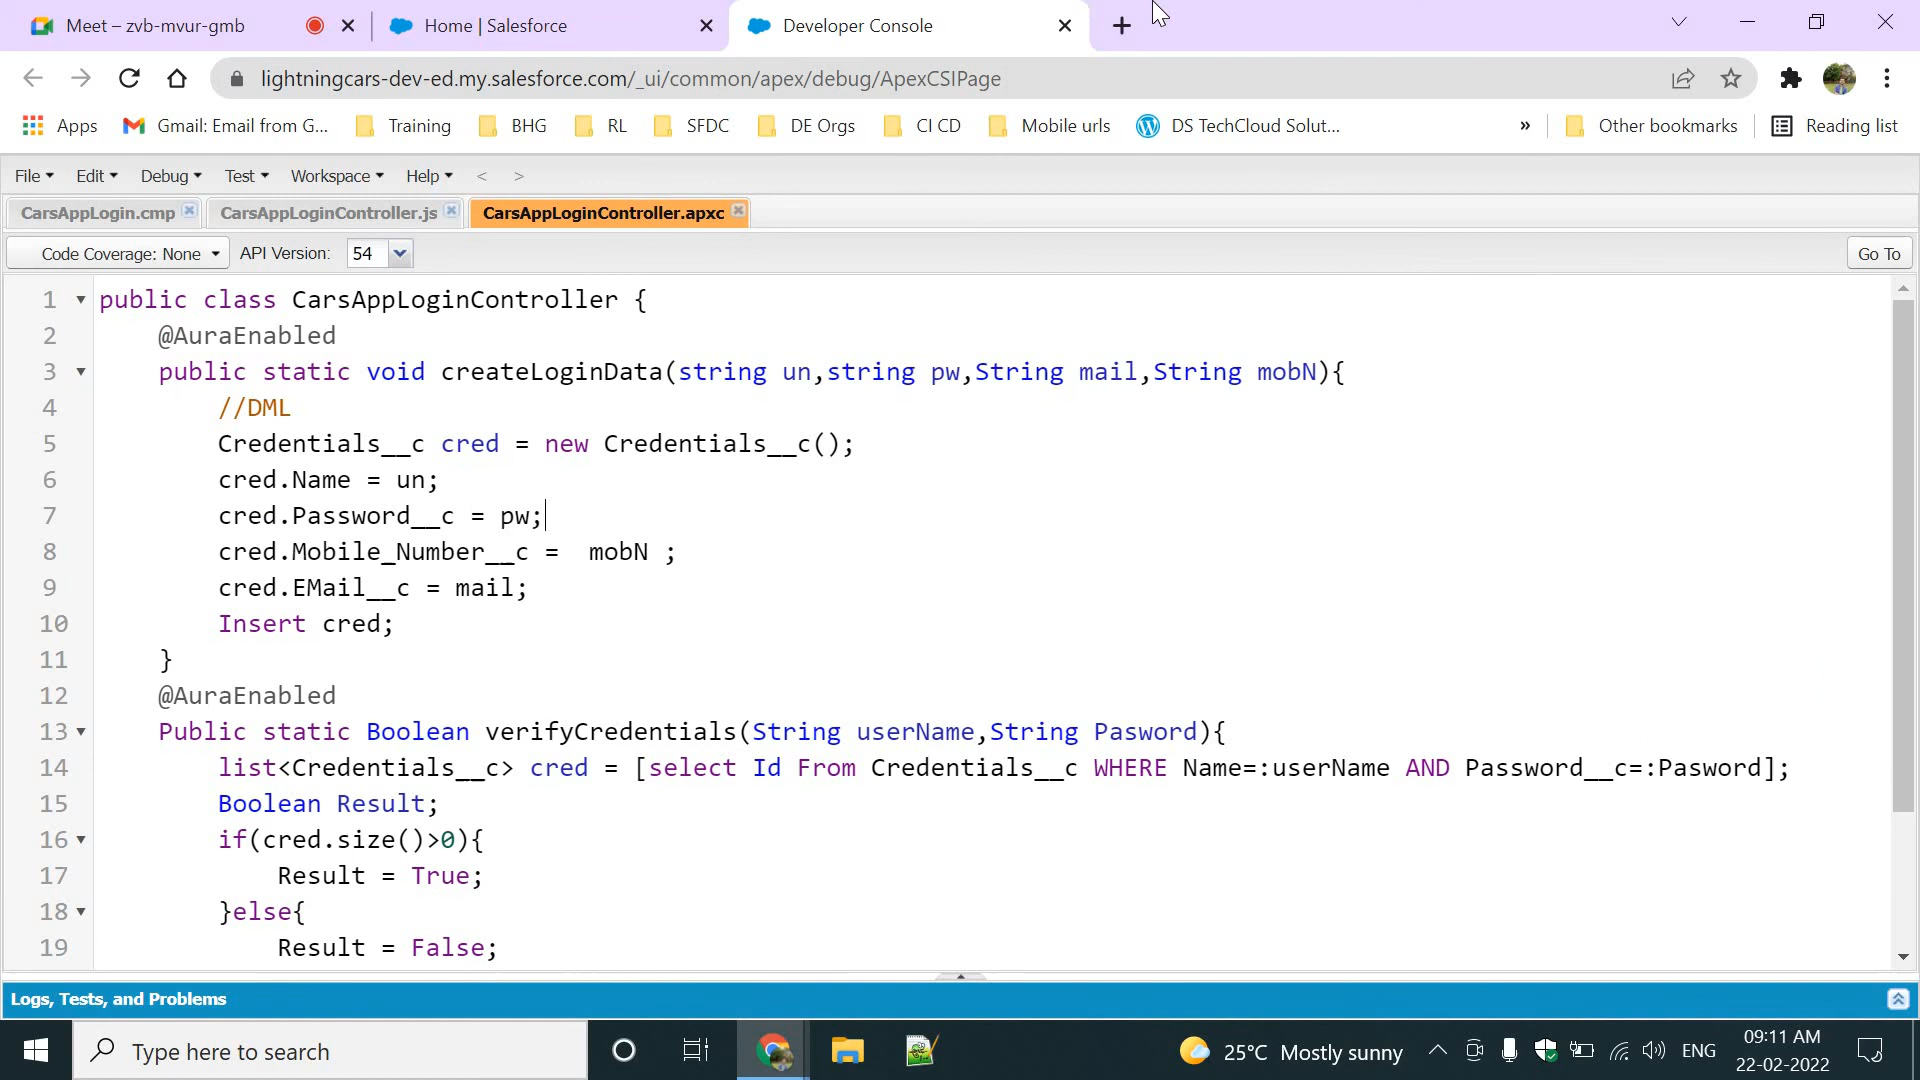 Meet – zvb-mvur-gmb
Home | Salesforce
Developer Console
lightningcars-dev-ed.my.salesforce.com/_ui/common/apex/debug/ApexCSIPage
Apps Gmail: Email from G... Training BHG RL SFDC DE Orgs CI CD Mobile urls DS TechCloud Solut... » Other bookmarks Reading list
File Edit Debug Test Workspace Help < >
CarsAppLogin.cmp CarsAppLoginController.js CarsAppLoginController.apxc
Code Coverage: None API Version: 54 Go To
1 public class CarsAppLoginController {
2 @AuraEnabled
3 public static void createLoginData(string un,string pw,String mail,String mobN){
4 //DML
5 Credentials__c cred = new Credentials__c();
6 cred.Name = un;
7 cred.Password__c = pw;
8 cred.Mobile_Number__c =  mobN ;
9 cred.EMail__c = mail;
10 Insert cred;
11 }
12 @AuraEnabled
13 Public static Boolean verifyCredentials(String userName,String Pasword){
14 list<Credentials__c> cred = [select Id From Credentials__c WHERE Name=:userName AND Password__c=:Pasword];
15 Boolean Result;
16 if(cred.size()>0){
17 Result = True;
18 }else{
19 Result = False;
Logs, Tests, and Problems
Type here to search
25°C Mostly sunny
ENG
09:11 AM
22-02-2022